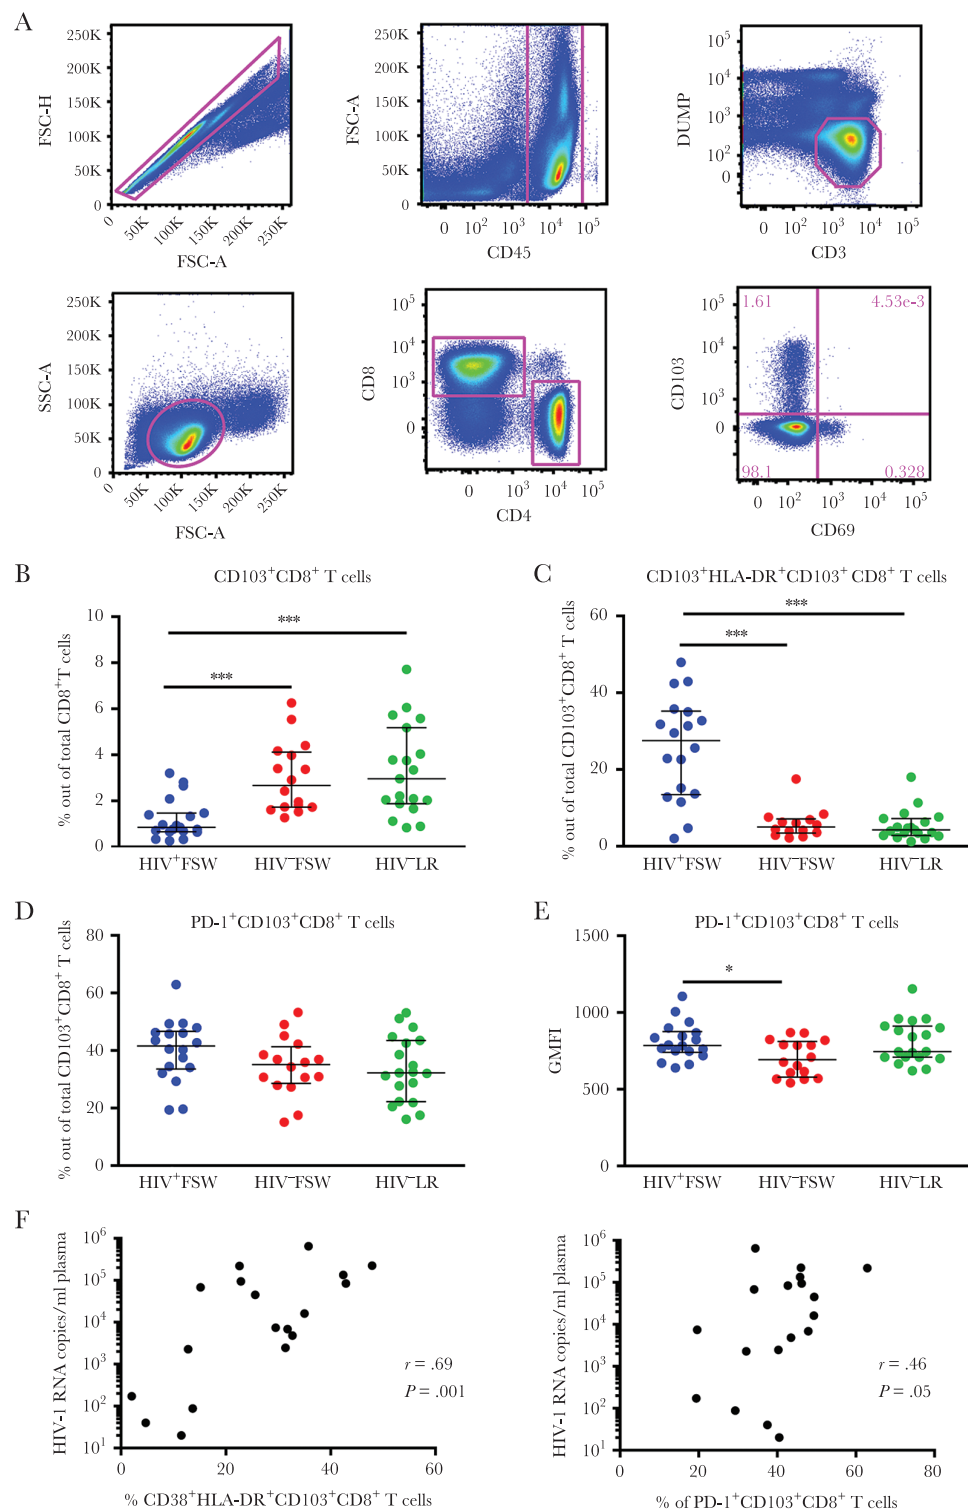 A
250K
200K
150K
100K
50K
0
FSC-H
0 50K 100K 150K 200K 250K
FSC-A
250K
200K
150K
100K
50K
0
FSC-A
0 10^2 10^3 10^4 10^5
CD45
10^5
10^4
10^3
10^2
0
DUMP
0 10^2 10^3 10^4 10^5
CD3
250K
200K
150K
100K
50K
0
SSC-A
0 50K 100K 150K 200K 250K
FSC-A
10^5
10^4
10^3
0
CD8
0 10^3 10^4 10^5
CD4
10^5
10^4
10^3
0
CD103
1.61 4.53e-3
98.1 0.328
0 10^2 10^3 10^4 10^5
CD69
B
CD103+CD8+ T cells
% out of total CD8+T cells
10
8
6
4
2
0
***
***
HIV+FSW HIV−FSW HIV−LR
C
CD103+HLA-DR+CD103+ CD8+ T cells
% out of total CD103+CD8+ T cells
60
40
20
0
***
***
HIV+FSW HIV−FSW HIV−LR
D
PD-1+CD103+CD8+ T cells
% out of total CD103+CD8+ T cells
80
60
40
20
0
HIV+FSW HIV−FSW HIV−LR
E
PD-1+CD103+CD8+ T cells
GMFI
1500
1000
500
0
*
HIV+FSW HIV−FSW HIV−LR
F
HIV-1 RNA copies/ml plasma
10^6
10^5
10^4
10^3
10^2
10^1
r = .69
P = .001
0 20 40 60
% CD38+HLA-DR+CD103+CD8+ T cells
HIV-1 RNA copies/ml plasma
10^6
10^5
10^4
10^3
10^2
10^1
r = .46
P = .05
0 20 40 60 80
% of PD-1+CD103+CD8+ T cells